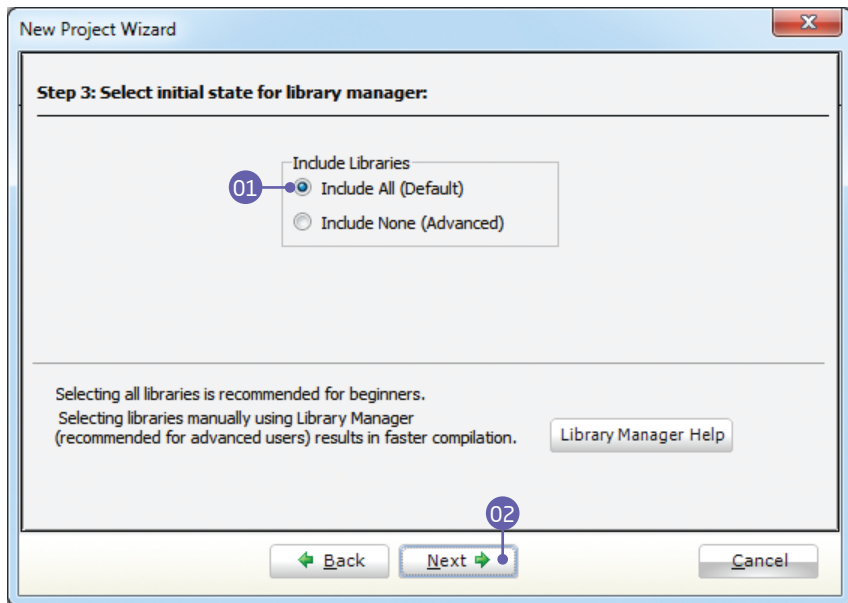 New Project Wizard
Step 3: Select initial state for library manager:
Include Libraries
01
Include All (Default)
Include None (Advanced)
Selecting all libraries is recommended for beginners.
Selecting libraries manually using Library Manager
(recommended for advanced users) results in faster compilation.
Library Manager Help
02
Back
Next
Cancel